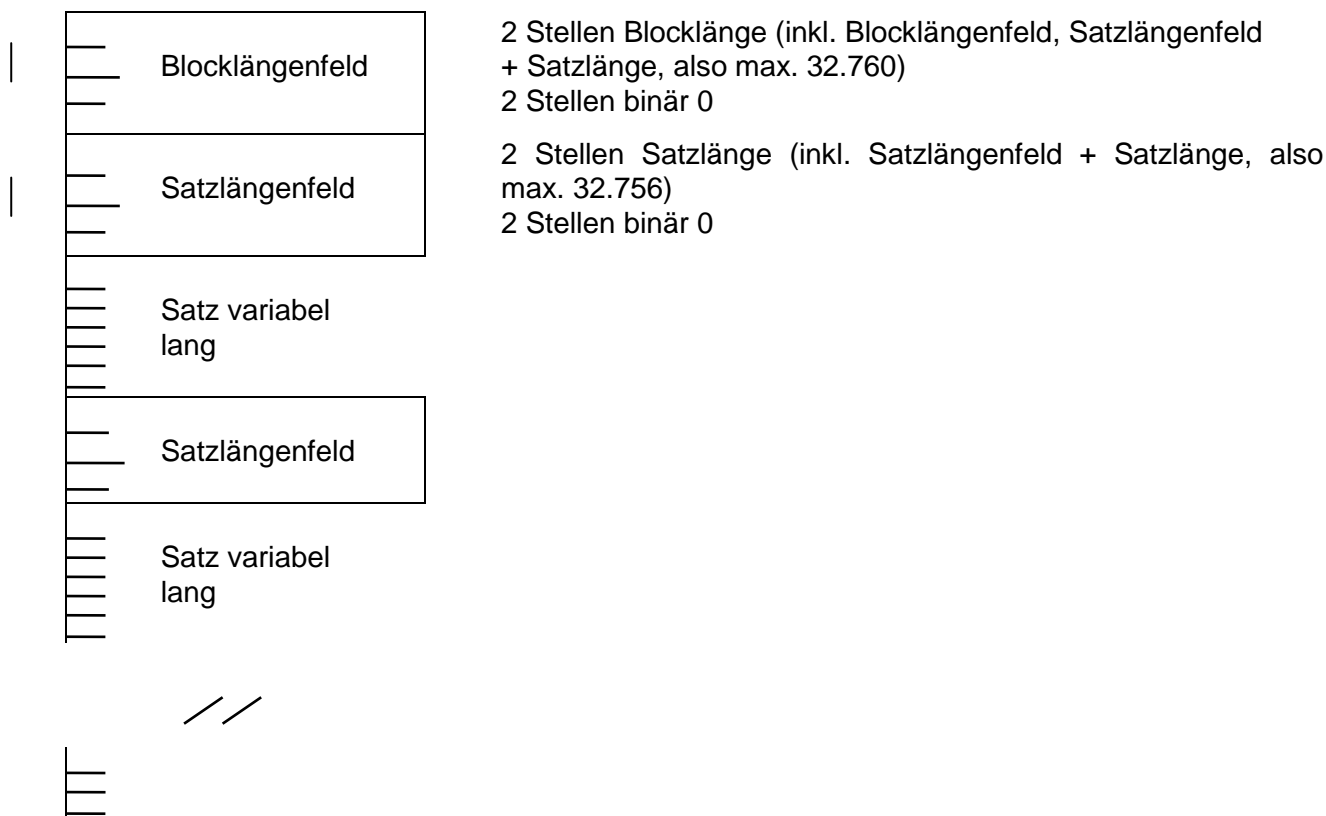 Blocklängenfeld
2 Stellen Blocklänge (inkl. Blocklängenfeld, Satzlängenfeld
+ Satzlänge, also max. 32.760)
2 Stellen binär 0
Satzlängenfeld
2 Stellen Satzlänge (inkl. Satzlängenfeld + Satzlänge, also
max. 32.756)
2 Stellen binär 0
Satz variabel
lang
Satzlängenfeld
Satz variabel
lang